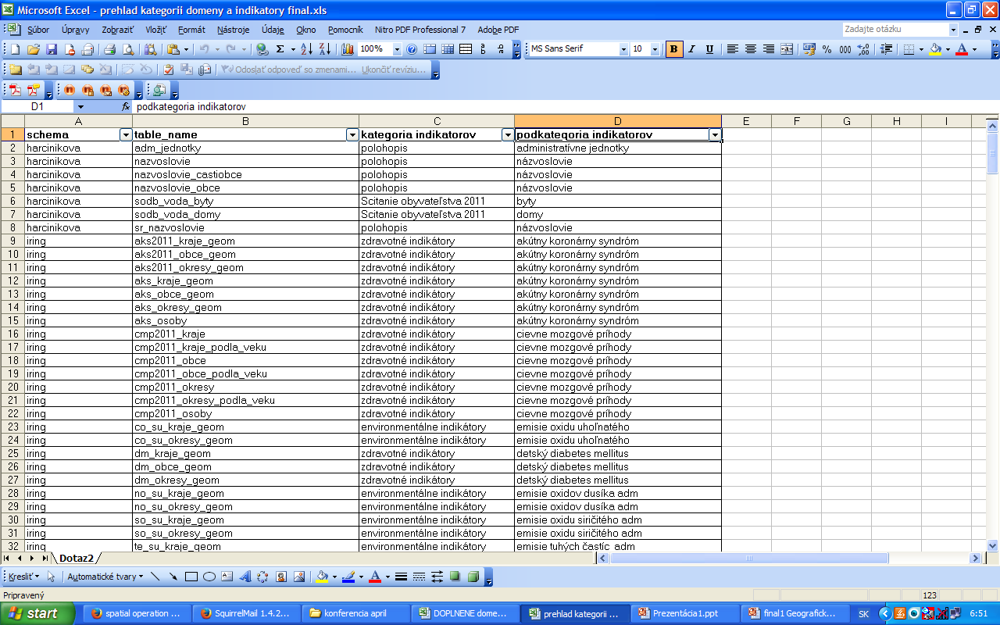 Microsoft Excel - prehlad kategorii domeny a indikatory final.xls
Súbor Úpravy Zobraziť Vložiť Formát Nástroje Údaje Okno Pomocník Nitro PDF Professional 7 Adobe PDF Zadajte otázku
100% MS Sans Serif 10 B I U % 000
Odoslať odpoveď so zmenami... Ukončiť revíziu...
D1 fx podkategoria indikatorov
A B C D E F G H I
1 schema table_name kategoria indikatorov podkategoria indikatorov
2 harcinikova adm_jednotky polohopis administratívne jednotky
3 harcinikova nazvoslovie polohopis názvoslovie
4 harcinikova nazvoslovie_castiobce polohopis názvoslovie
5 harcinikova nazvoslovie_obce polohopis názvoslovie
6 harcinikova sodb_voda_byty Scitanie obyvateľstva 2011 byty
7 harcinikova sodb_voda_domy Scitanie obyvateľstva 2011 domy
8 harcinikova sr_nazvoslovie polohopis názvoslovie
9 iring aks2011_kraje_geom zdravotné indikátory akútny koronárny syndróm
10 iring aks2011_obce_geom zdravotné indikátory akútny koronárny syndróm
11 iring aks2011_okresy_geom zdravotné indikátory akútny koronárny syndróm
12 iring aks_kraje_geom zdravotné indikátory akútny koronárny syndróm
13 iring aks_obce_geom zdravotné indikátory akútny koronárny syndróm
14 iring aks_okresy_geom zdravotné indikátory akútny koronárny syndróm
15 iring aks_osoby zdravotné indikátory akútny koronárny syndróm
16 iring cmp2011_kraje zdravotné indikátory cievne mozgové príhody
17 iring cmp2011_kraje_podla_veku zdravotné indikátory cievne mozgové príhody
18 iring cmp2011_obce zdravotné indikátory cievne mozgové príhody
19 iring cmp2011_obce_podla_veku zdravotné indikátory cievne mozgové príhody
20 iring cmp2011_okresy zdravotné indikátory cievne mozgové príhody
21 iring cmp2011_okresy_podla_veku zdravotné indikátory cievne mozgové príhody
22 iring cmp2011_osoby zdravotné indikátory cievne mozgové príhody
23 iring co_su_kraje_geom environmentálne indikátory emisie oxidu uhoľnatého
24 iring co_su_okresy_geom environmentálne indikátory emisie oxidu uhoľnatého
25 iring dm_kraje_geom zdravotné indikátory detský diabetes mellitus
26 iring dm_obce_geom zdravotné indikátory detský diabetes mellitus
27 iring dm_okresy_geom zdravotné indikátory detský diabetes mellitus
28 iring no_su_kraje_geom environmentálne indikátory emisie oxidov dusíka adm
29 iring no_su_okresy_geom environmentálne indikátory emisie oxidov dusíka adm
30 iring so_su_kraje_geom environmentálne indikátory emisie oxidu siričitého adm
31 iring so_su_okresy_geom environmentálne indikátory emisie oxidu siričitého adm
32 iring te_su_kraje_geom environmentálne indikátory emisie tuhých častíc adm
Dotaz2
Kresliť Automatické tvary
Pripravený 123
start spatial operation ... SquirrelMail 1.4.2... konferencia april DOPLNENE dome... prehlad kategorii ... Prezentácia1.ppt final1 Geografick... SK 6:51